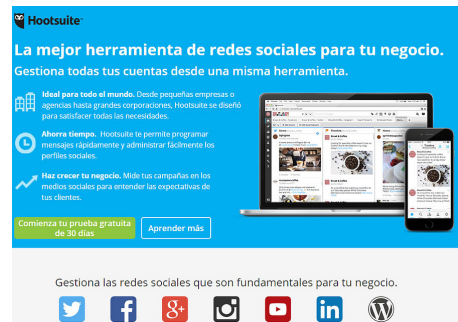 Hootsuite
La mejor herramienta de redes sociales para tu negocio.
Gestiona todas tus cuentas desde una misma herramienta.
Ideal para todo el mundo. Desde pequeñas empresas o
agencias hasta grandes corporaciones, Hootsuite se diseñó
para satisfacer todas las necesidades.
Ahorra tiempo. Hootsuite te permite programar
mensajes rápidamente y administrar fácilmente los
perfiles sociales.
Haz crecer tu negocio. Mide tus campañas en los
medios sociales para entender las expectativas de
tus clientes.
Comienza tu prueba gratuita
de 30 días
Aprender más
Gestiona las redes sociales que son fundamentales para tu negocio.